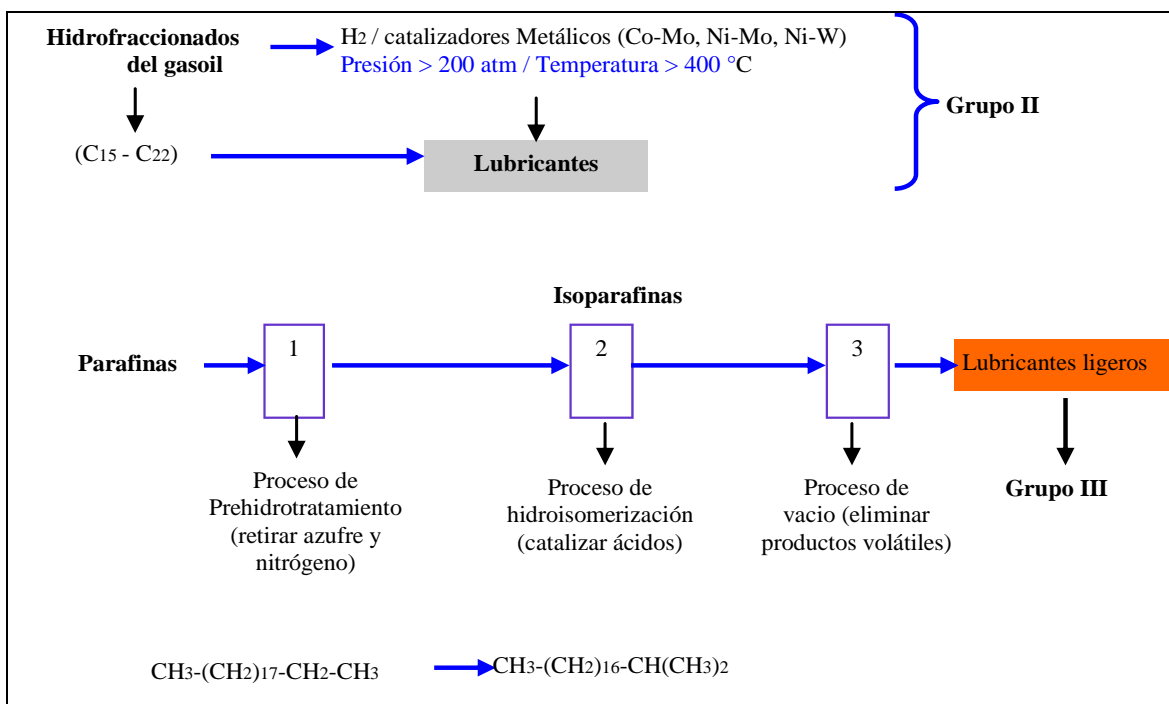 Hidrofraccionados
del gasoil
H2 / catalizadores Metálicos (Co-Mo, Ni-Mo, Ni-W)
Presión > 200 atm / Temperatura > 400 °C
Grupo II
(C15 - C22)
Lubricantes
Isoparafinas
Parafinas
1
2
3
Lubricantes ligeros
Proceso de
Prehidrotratamiento
(retirar azufre y
nitrógeno)
Proceso de
hidroisomerización
(catalizar ácidos)
Proceso de
vacio (eliminar
productos volátiles)
Grupo III
CH3-(CH2)17-CH2-CH3
CH3-(CH2)16-CH(CH3)2